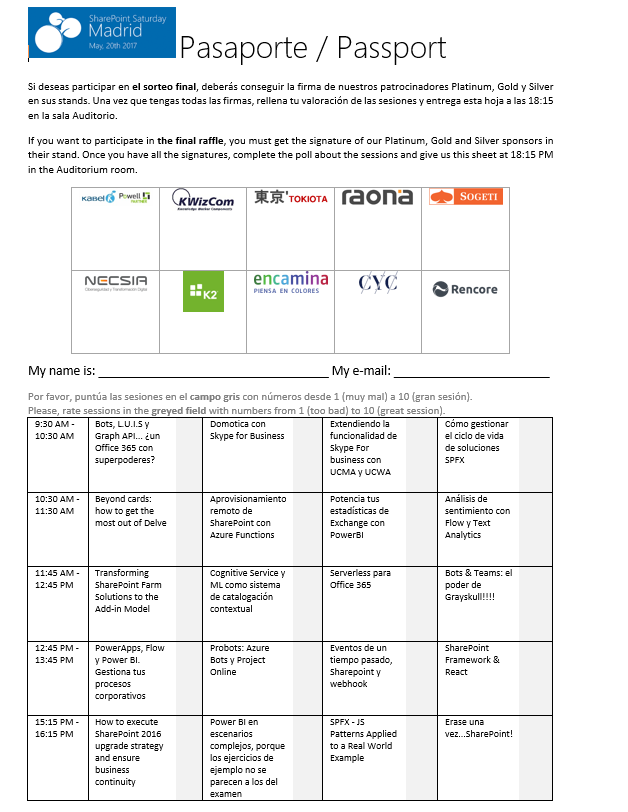 SharePoint Saturday
Madrid
May, 20th 2017
Pasaporte / Passport
Si deseas participar en el sorteo final, deberás conseguir la firma de nuestros patrocinadores Platinum, Gold y Silver
en sus stands. Una vez que tengas todas las firmas, rellena tu valoración de las sesiones y entrega esta hoja a las 18:15
en la sala Auditorio.
If you want to participate in the final raffle, you must get the signature of our Platinum, Gold and Silver sponsors in
their stand. Once you have all the signatures, complete the poll about the sessions and give us this sheet at 18:15 PM
in the Auditorium room.
KABEL Powell
KWizCom
Knowledge Worker Components
東京 TOKIOTA
raona
SOGETI
NECSIA
K2
encamina
PIENSA EN COLORES
CYC
Rencore
My name is: My e-mail:
Por favor, puntúa las sesiones en el campo gris con números desde 1 (muy mal) a 10 (gran sesión).
Please, rate sessions in the greyed field with numbers from 1 (too bad) to 10 (great session).
9:30 AM -
10:30 AM
Bots, L.U.I.S y
Graph API... ¿un
Office 365 con
superpoderes?
Domotica con
Skype for Business
Extendiendo la
funcionalidad de
Skype For
business con
UCMA y UCWA
Cómo gestionar
el ciclo de vida
de soluciones
SPFX
10:30 AM -
11:30 AM
Beyond cards:
how to get the
most out of Delve
Aprovisionamiento
remoto de
SharePoint con
Azure Functions
Potencia tus
estadísticas de
Exchange con
PowerBI
Análisis de
sentimiento con
Flow y Text
Analytics
11:45 AM -
12:45 PM
Transforming
SharePoint Farm
Solutions to the
Add-in Model
Cognitive Service y
ML como sistema
de catalogación
contextual
Serverless para
Office 365
Bots & Teams: el
poder de
Grayskull!!!!
12:45 PM -
13:45 PM
PowerApps, Flow
y Power BI.
Gestiona tus
procesos
corporativos
Probots: Azure
Bots y Project
Online
Eventos de un
tiempo pasado,
Sharepoint y
webhook
SharePoint
Framework &
React
15:15 PM -
16:15 PM
How to execute
SharePoint 2016
upgrade strategy
and ensure
business
continuity
Power BI en
escenarios
complejos, porque
los ejercicios de
ejemplo no se
parecen a los del
examen
SPFX - JS
Patterns Applied
to a Real World
Example
Erase una
vez...SharePoint!